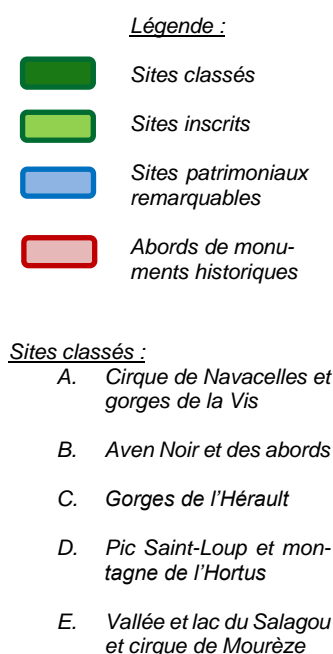 Légende :
Sites classés
Sites inscrits
Sites patrimoniaux
remarquables
Abords de monu-
ments historiques
Sites classés :
A. Cirque de Navacelles et
gorges de la Vis
B. Aven Noir et des abords
C. Gorges de l’Hérault
D. Pic Saint-Loup et mon-
tagne de l’Hortus
E. Vallée et lac du Salagou
et cirque de Mourèze